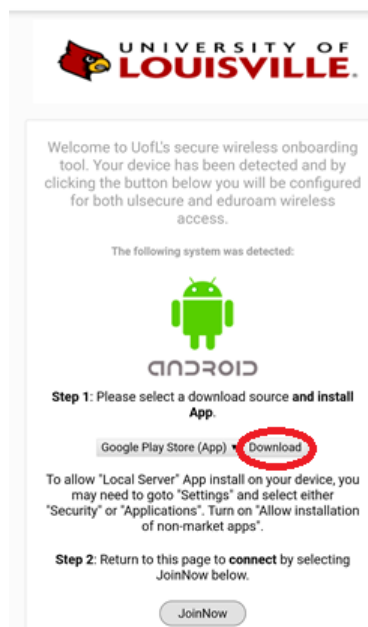 UNIVERSITY OF
LOUISVILLE.
Welcome to UofL's secure wireless onboarding
tool. Your device has been detected and by
clicking the button below you will be configured
for both ulsecure and eduroam wireless
access.
The following system was detected:
ANDROID
Step 1: Please select a download source and install
App.
Google Play Store (App) ▾ Download
To allow "Local Server" App install on your device, you
may need to goto "Settings" and select either
"Security" or "Applications". Turn on "Allow installation
of non-market apps".
Step 2: Return to this page to connect by selecting
JoinNow below.
JoinNow